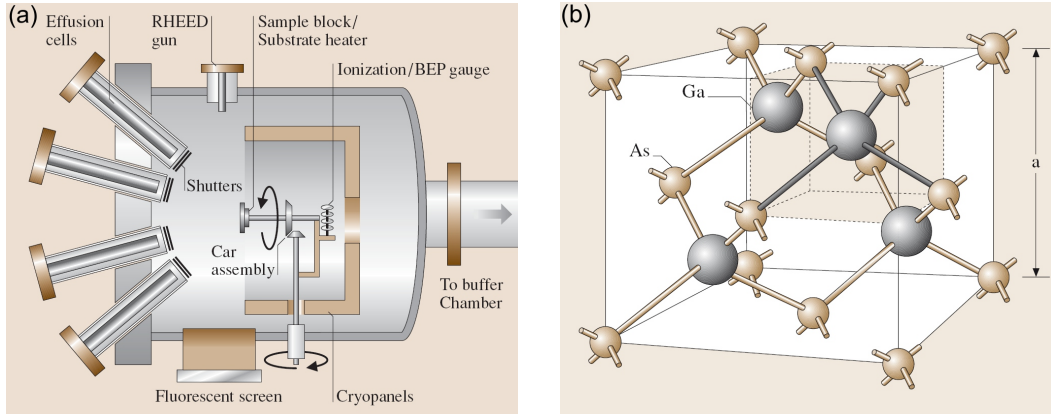 (a)
Effusion
cells
RHEED
gun
Sample block/
Substrate heater
Ionization/BEP gauge
Shutters
Car
assembly
To buffer
Chamber
Fluorescent screen
Cryopanels
(b)
Ga
As
a